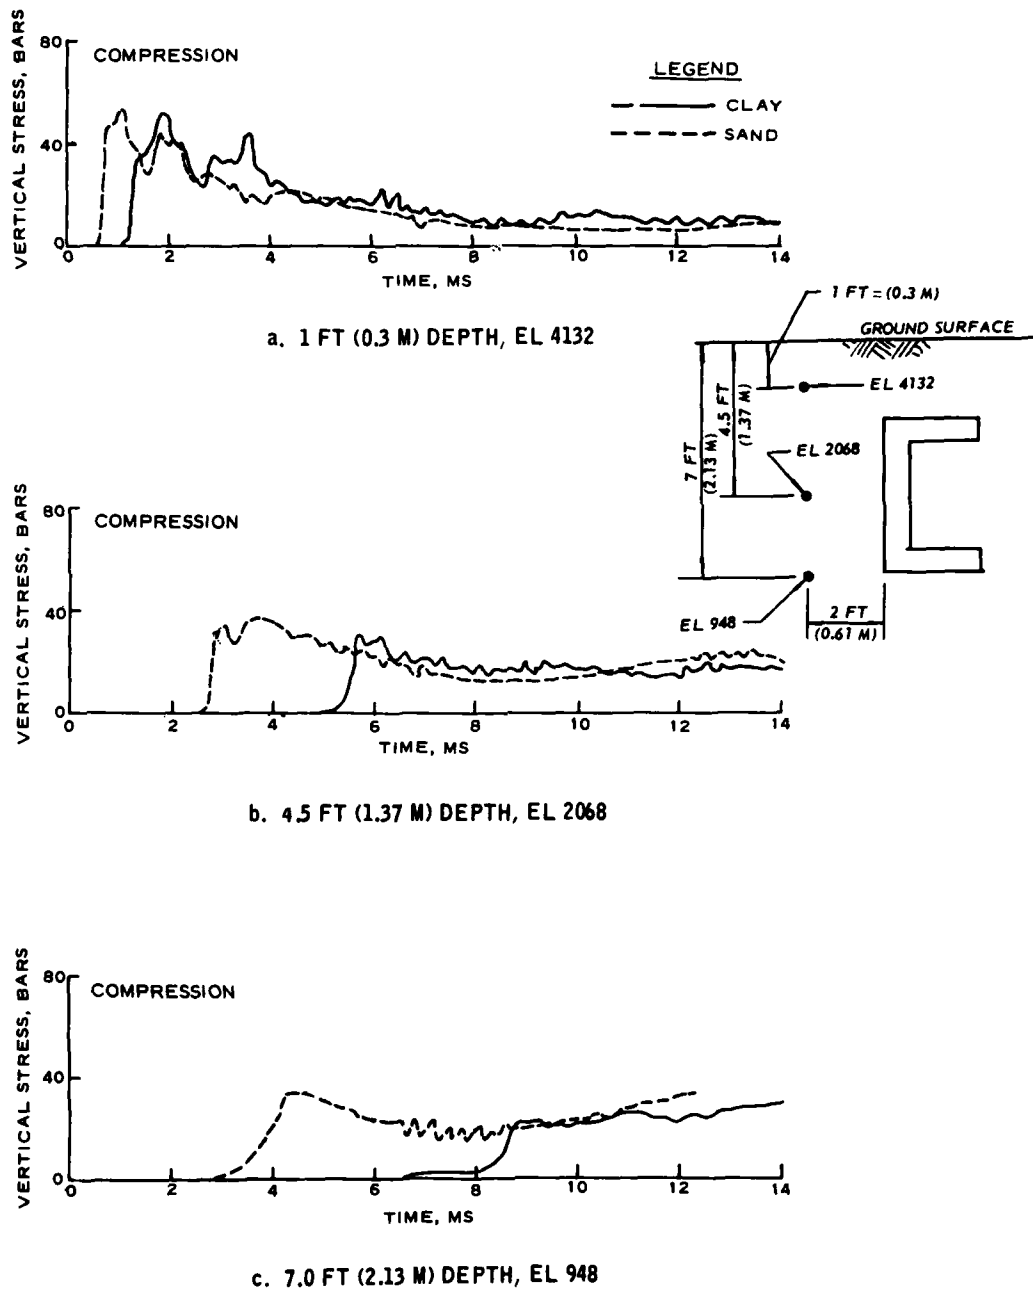 80
COMPRESSION
40
0
VERTICAL STRESS, BARS
0 2 4 6 8 10 12 14
TIME, MS
LEGEND
CLAY
SAND
a. 1 FT (0.3 M) DEPTH, EL 4132
1 FT = (0.3 M)
GROUND SURFACE
EL 4132
4.5 FT
(1.37 M)
7 FT
(2.13 M)
EL 2068
EL 948
2 FT
(0.61 M)
80
COMPRESSION
40
0
VERTICAL STRESS, BARS
0 2 4 6 8 10 12 14
TIME, MS
b. 4.5 FT (1.37 M) DEPTH, EL 2068
80
COMPRESSION
40
0
VERTICAL STRESS, BARS
0 2 4 6 8 10 12 14
TIME, MS
c. 7.0 FT (2.13 M) DEPTH, EL 948